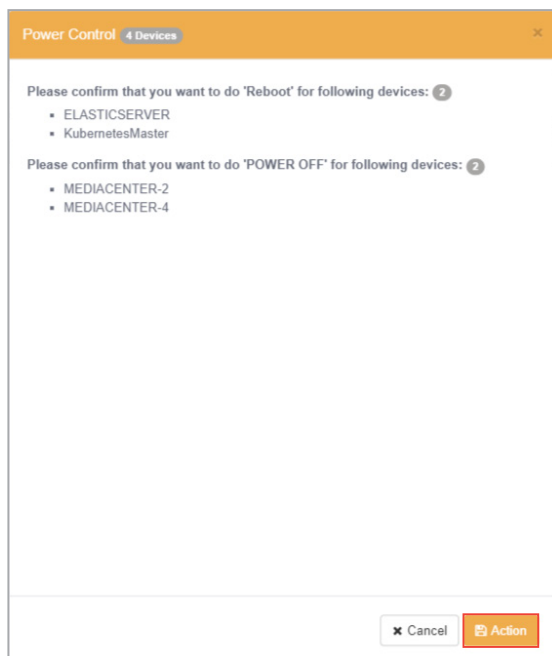 Power Control 4 Devices ×
Please confirm that you want to do 'Reboot' for following devices: 2
• ELASTICSERVER
• KubernetesMaster
Please confirm that you want to do 'POWER OFF' for following devices: 2
• MEDIACENTER-2
• MEDIACENTER-4
✖ Cancel Action